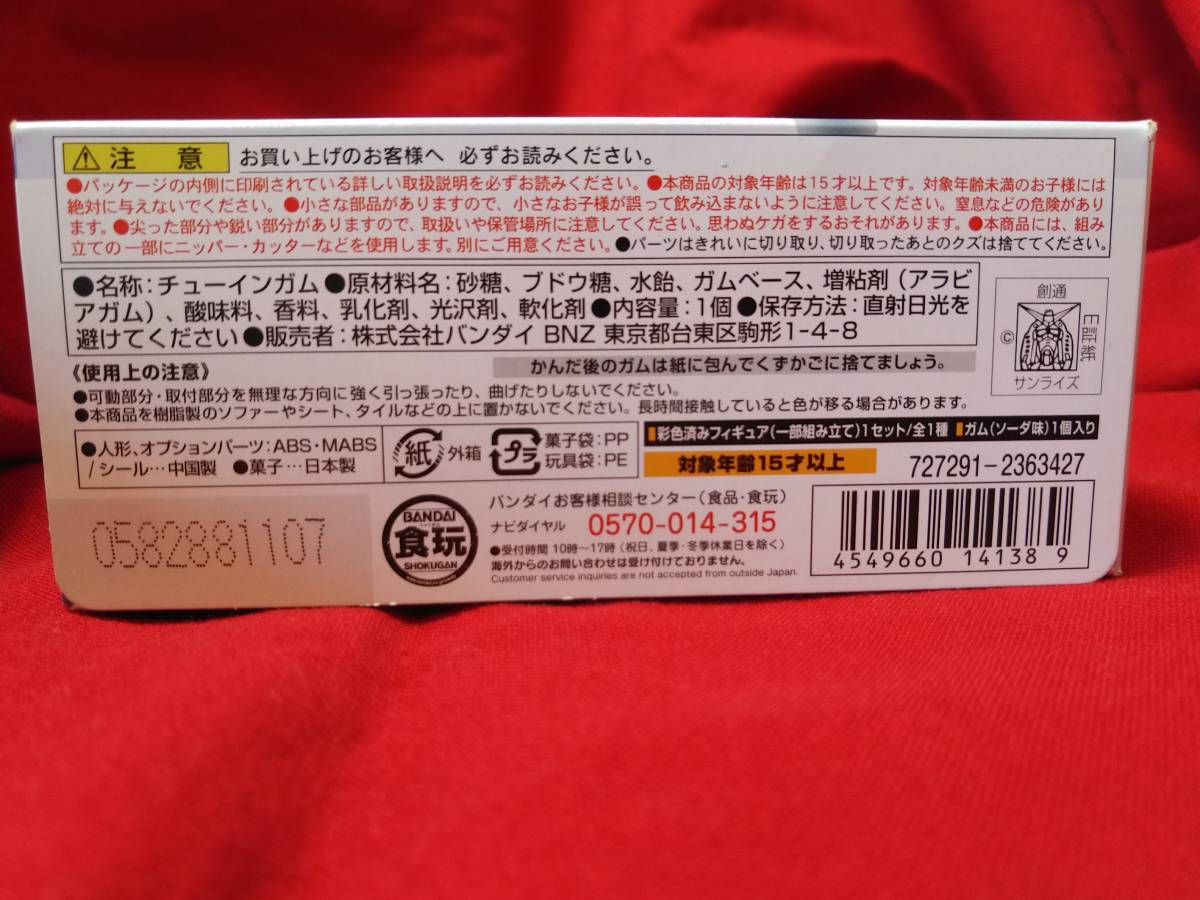 ⚠注 意 お買い上げのお客様へ 必ずお読みください。
●パッケージの内側に印刷されている詳しい取扱説明を必ずお読みください。●本商品の対象年齢は15才以上です。対象年齢未満のお子様には
絶対に与えないでください。●小さな部品がありますので、小さなお子様が誤って飲み込まないように注意してください。窒息などの危険があり
ます。●尖った部分や鋭い部分がありますので、取扱いや保管場所に注意してください。思わぬケガをするおそれがあります。●本商品には、組み
立ての一部にニッパー・カッターなどを使用します。別にご用意ください。●パーツはきれいに切り取り、切り取ったあとのクズは捨ててください。
●名称:チューインガム●原材料名:砂糖、ブドウ糖、水飴、ガムベース、増粘剤(アラビ
アガム)、酸味料、香料、乳化剤、光沢剤、軟化剤●内容量:1個●保存方法:直射日光を
避けてください●販売者:株式会社バンダイ BNZ 東京都台東区駒形1-4-8
創通
©
サンライズ
E証紙
かんだ後のガムは紙に包んでくずかごに捨てましょう。
《使用上の注意》
●可動部分・取付部分を無理な方向に強く引っ張ったり、曲げたりしないでください。
●本商品を樹脂製のソファーやシート、タイルなどの上に置かないでください。長時間接触していると色が移る場合があります。
●人形、オプションパーツ:ABS・MABS
/シール…中国製 ●菓子…日本製
紙 外箱
プラ 菓子袋:PP
玩具袋:PE
■彩色済みフィギュア(一部組み立て)1セット/全1種 ■ガム(ソーダ味)1個入り
対象年齢15才以上
727291-2363427
0582881107
BANDAI
食玩
SHOKUGAN
バンダイお客様相談センター(食品・食玩)
ナビダイヤル 0570-014-315
●受付時間 10時〜17時(祝日、夏季・冬季休業日を除く)
海外からのお問い合わせは受け付けておりません。
Customer service inquiries are not accepted from outside Japan.
4549660 14138 9